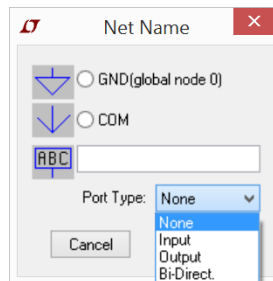 Net Name
GND(global node 0)
COM
ABC
Port Type: None
None
Input
Cancel
Output
Bi-Direct.